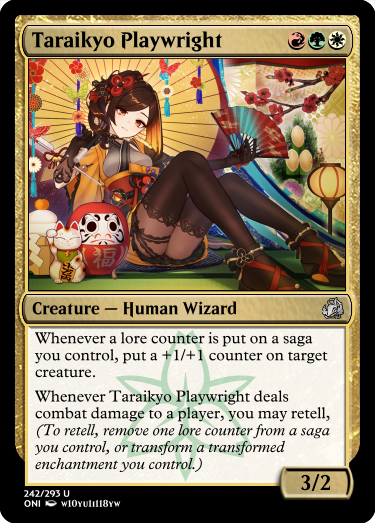 Taraikyo Playwright
福
Creature — Human Wizard
Whenever a lore counter is put on a saga
you control, put a +1/+1 counter on target
creature.
Whenever Taraikyo Playwright deals
combat damage to a player, you may retell,
(To retell, remove one lore counter from a saga
you control, or transform a transformed
enchantment you control.)
3/2
242/293 U